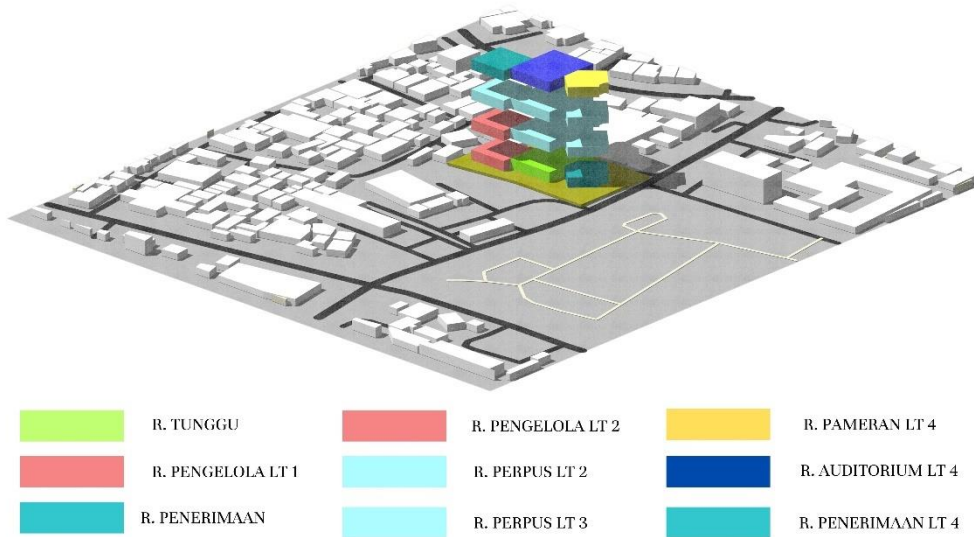 R. TUNGGU
R. PENGELOLA LT 2
R. PAMERAN LT 4
R. PENGELOLA LT 1
R. PERPUS LT 2
R. AUDITORIUM LT 4
R. PENERIMAAN
R. PERPUS LT 3
R. PENERIMAAN LT 4